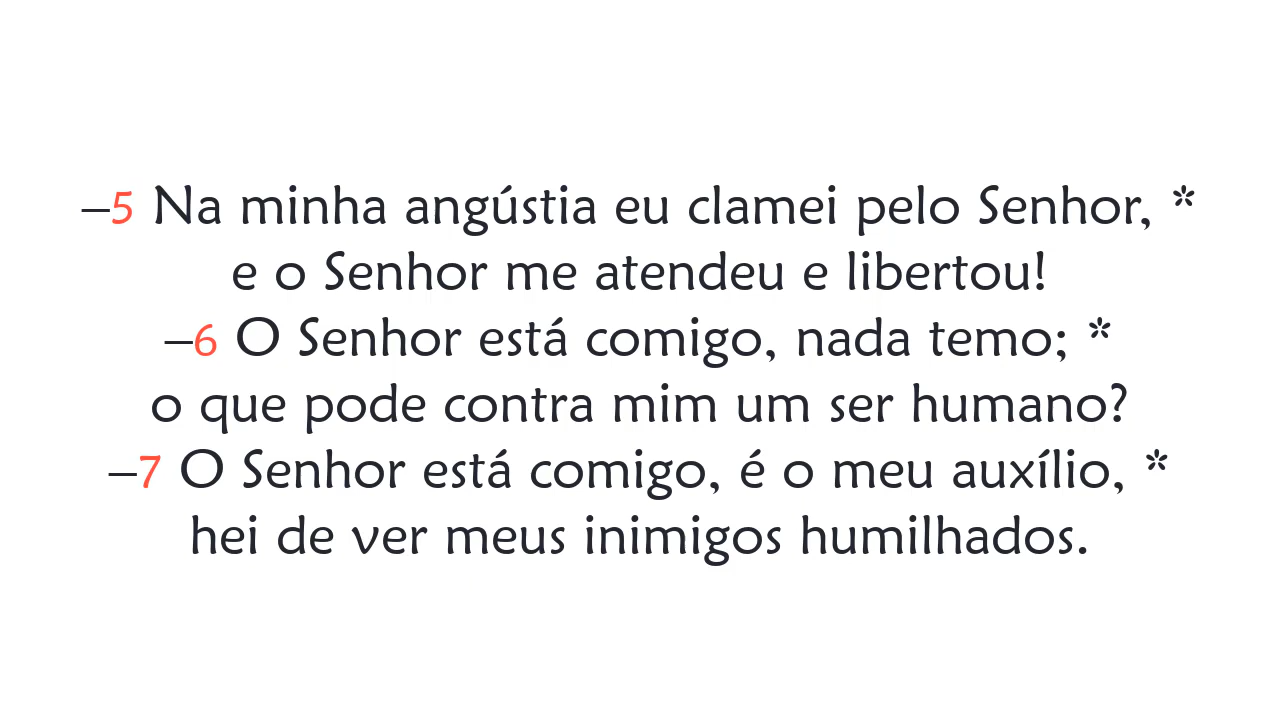 –5 Na minha angústia eu clamei pelo Senhor, *
e o Senhor me atendeu e libertou!
–6 O Senhor está comigo, nada temo; *
o que pode contra mim um ser humano?
–7 O Senhor está comigo, é o meu auxílio, *
hei de ver meus inimigos humilhados.